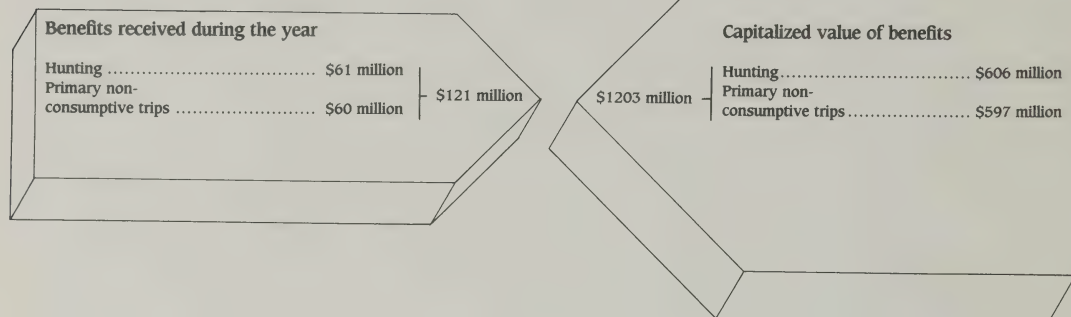 Benefits received during the year
Hunting ........................................ $61 million
Primary non-
consumptive trips .......................... $60 million
$121 million
Capitalized value of benefits
$1203 million
Hunting..................................... $606 million
Primary non-
consumptive trips....................... $597 million